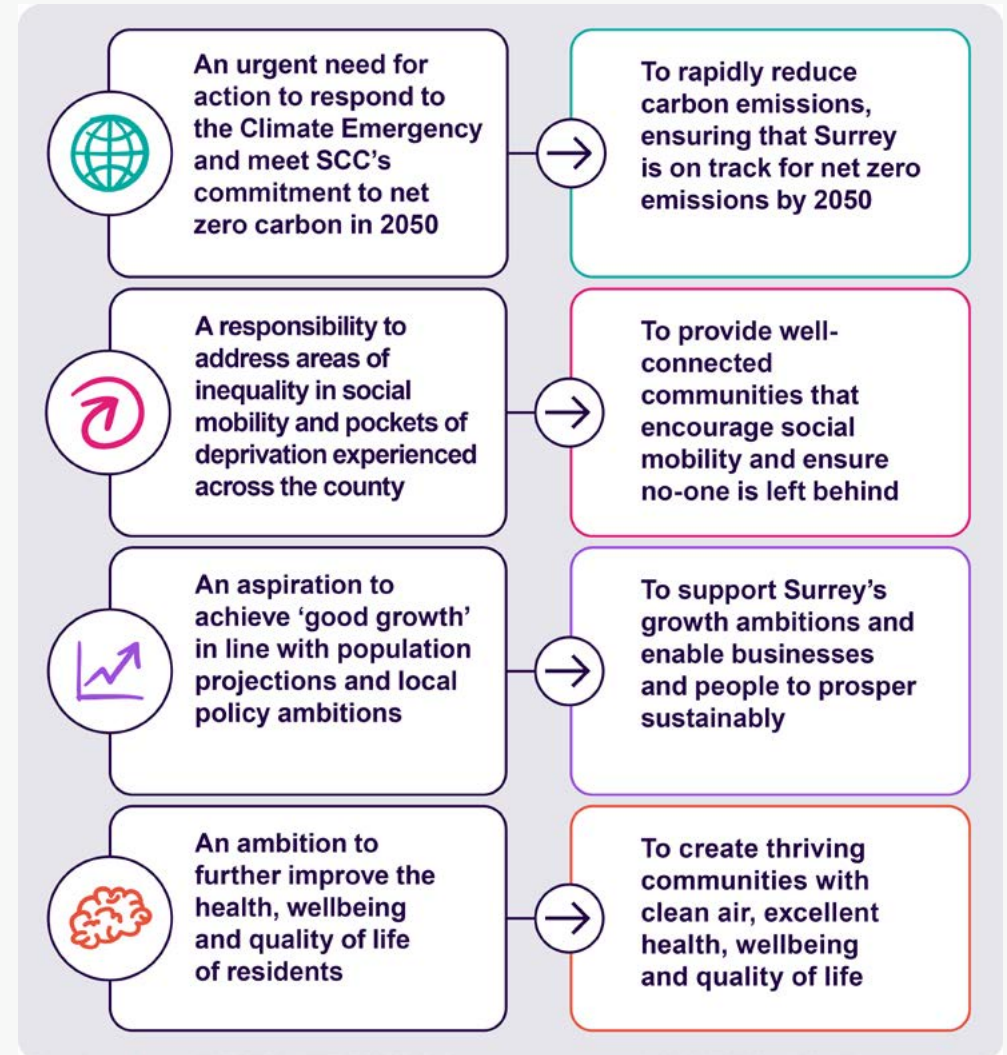 An urgent need for
action to respond to
the Climate Emergency
and meet SCC's
commitment to net
zero carbon in 2050
To rapidly reduce
carbon emissions,
ensuring that Surrey
is on track for net zero
emissions by 2050
A responsibility to
address areas of
inequality in social
mobility and pockets of
deprivation experienced
across the county
To provide well-
connected
communities that
encourage social
mobility and ensure
no-one is left behind
An aspiration to
achieve ‘good growth’
in line with population
projections and local
policy ambitions
To support Surrey’s
growth ambitions and
enable businesses
and people to prosper
sustainably
An ambition to
further improve the
health, wellbeing
and quality of life
of residents
To create thriving
communities with
clean air, excellent
health, wellbeing
and quality of life